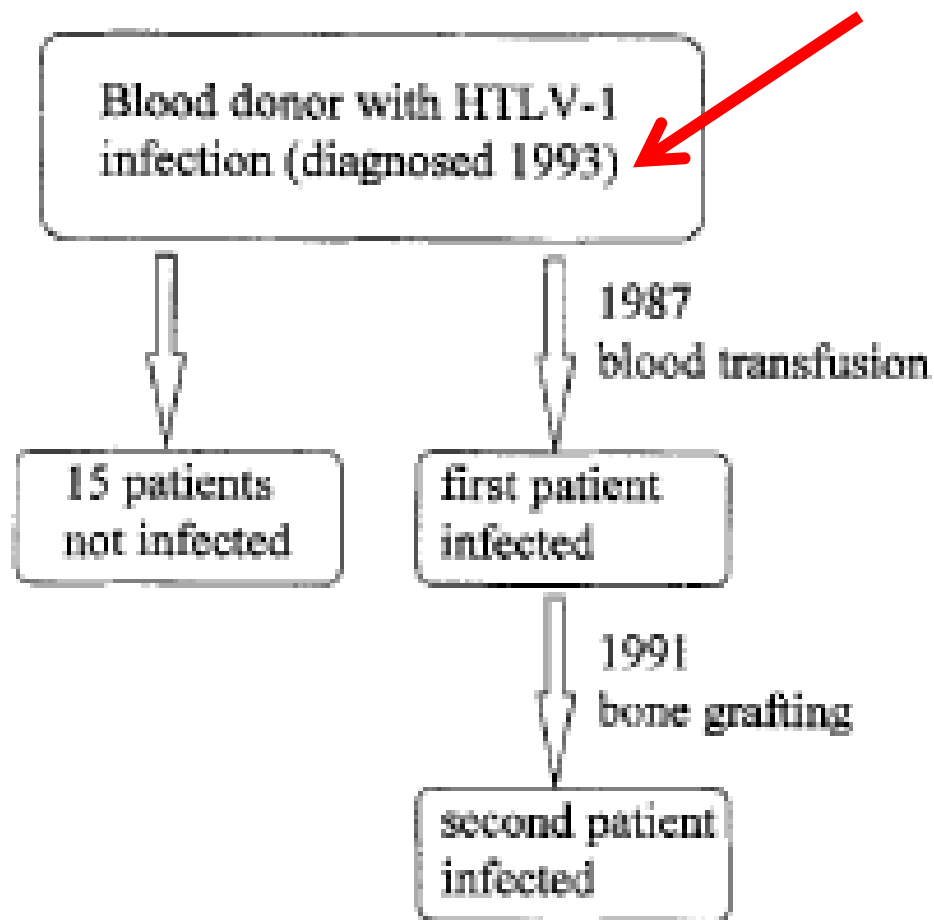 Blood donor with HTLV-1
infection (diagnosed 1993)
1987
blood transfusion
15 patients
not infected
first patient
infected
1991
bone grafting
second patient
infected